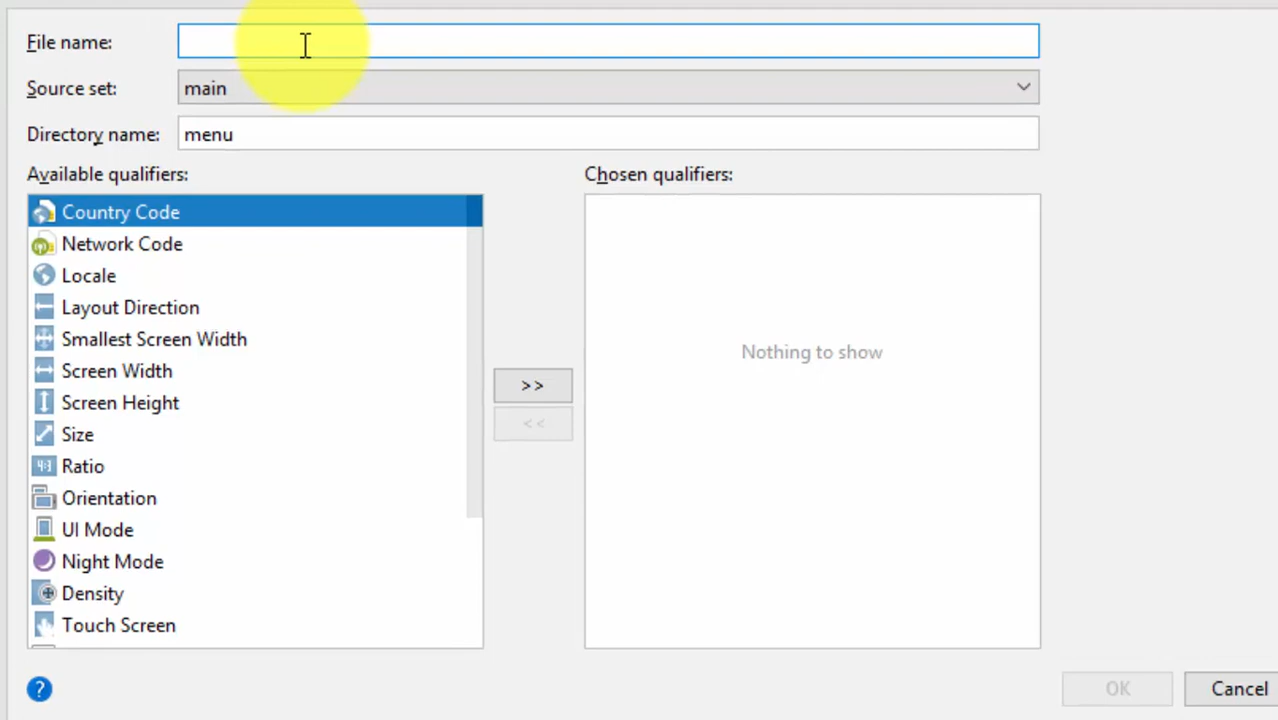 File name:
Source set: main
Directory name: menu
Available qualifiers: Chosen qualifiers:
Country Code
Network Code
Locale
Layout Direction
Smallest Screen Width
Screen Width
Nothing to show
>>
Screen Height
<<
Size
4:3 Ratio
Orientation
UI Mode
Night Mode
Density
Touch Screen
? OK Cancel